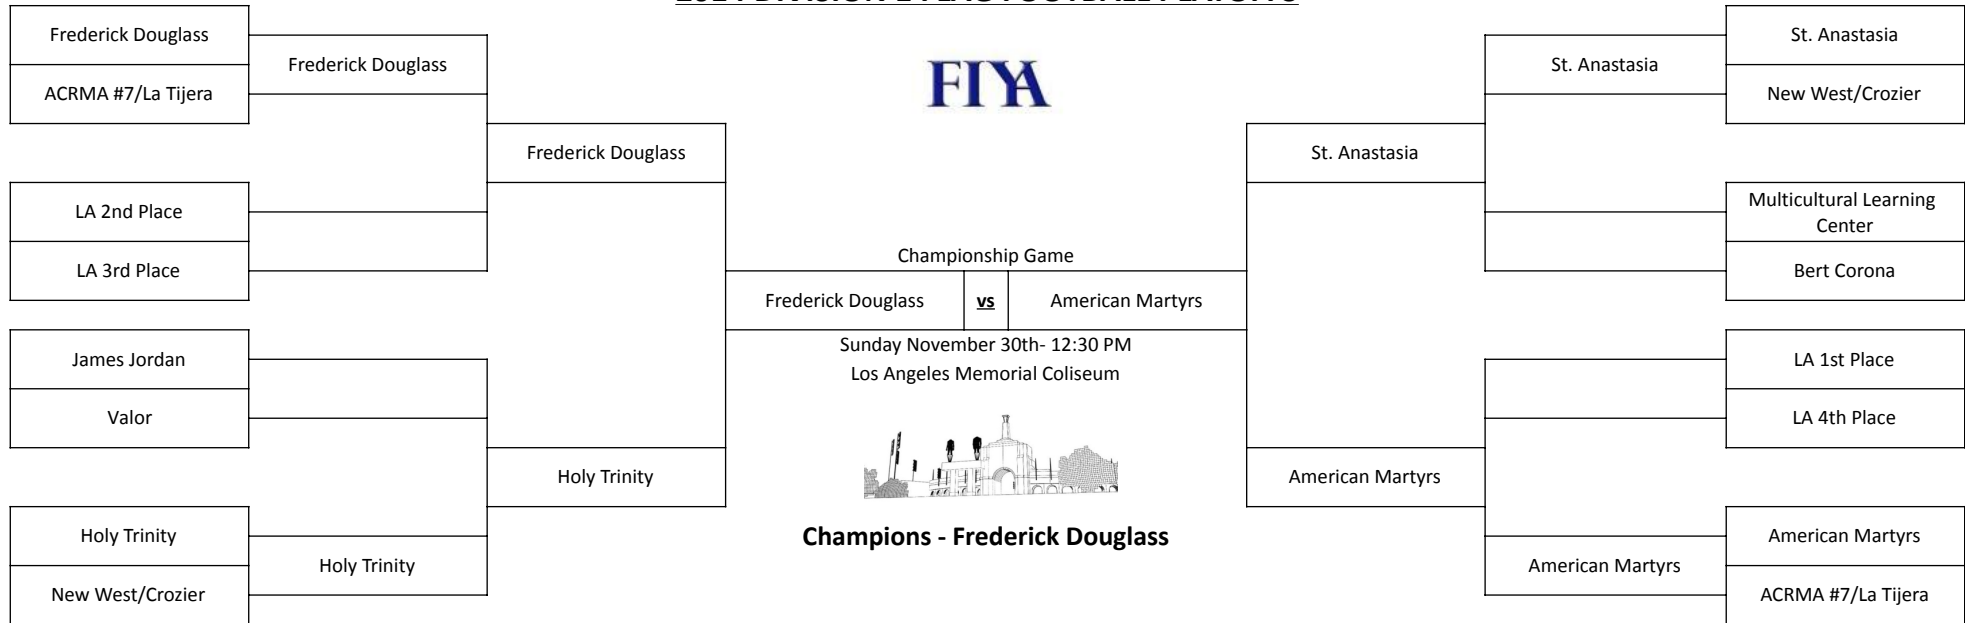 Frederick Douglass
ACRMA #7/La Tijera
Frederick Douglass
LA 2nd Place
LA 3rd Place
Frederick Douglass
James Jordan
Valor
Holy Trinity
New West/Crozier
Holy Trinity
Holy Trinity
FIYA
Championship Game
Frederick Douglass vs American Martyrs
Sunday November 30th- 12:30 PM
Los Angeles Memorial Coliseum
Champions - Frederick Douglass
St. Anastasia
American Martyrs
St. Anastasia
American Martyrs
St. Anastasia
New West/Crozier
Multicultural Learning
Center
Bert Corona
LA 1st Place
LA 4th Place
American Martyrs
ACRMA #7/La Tijera